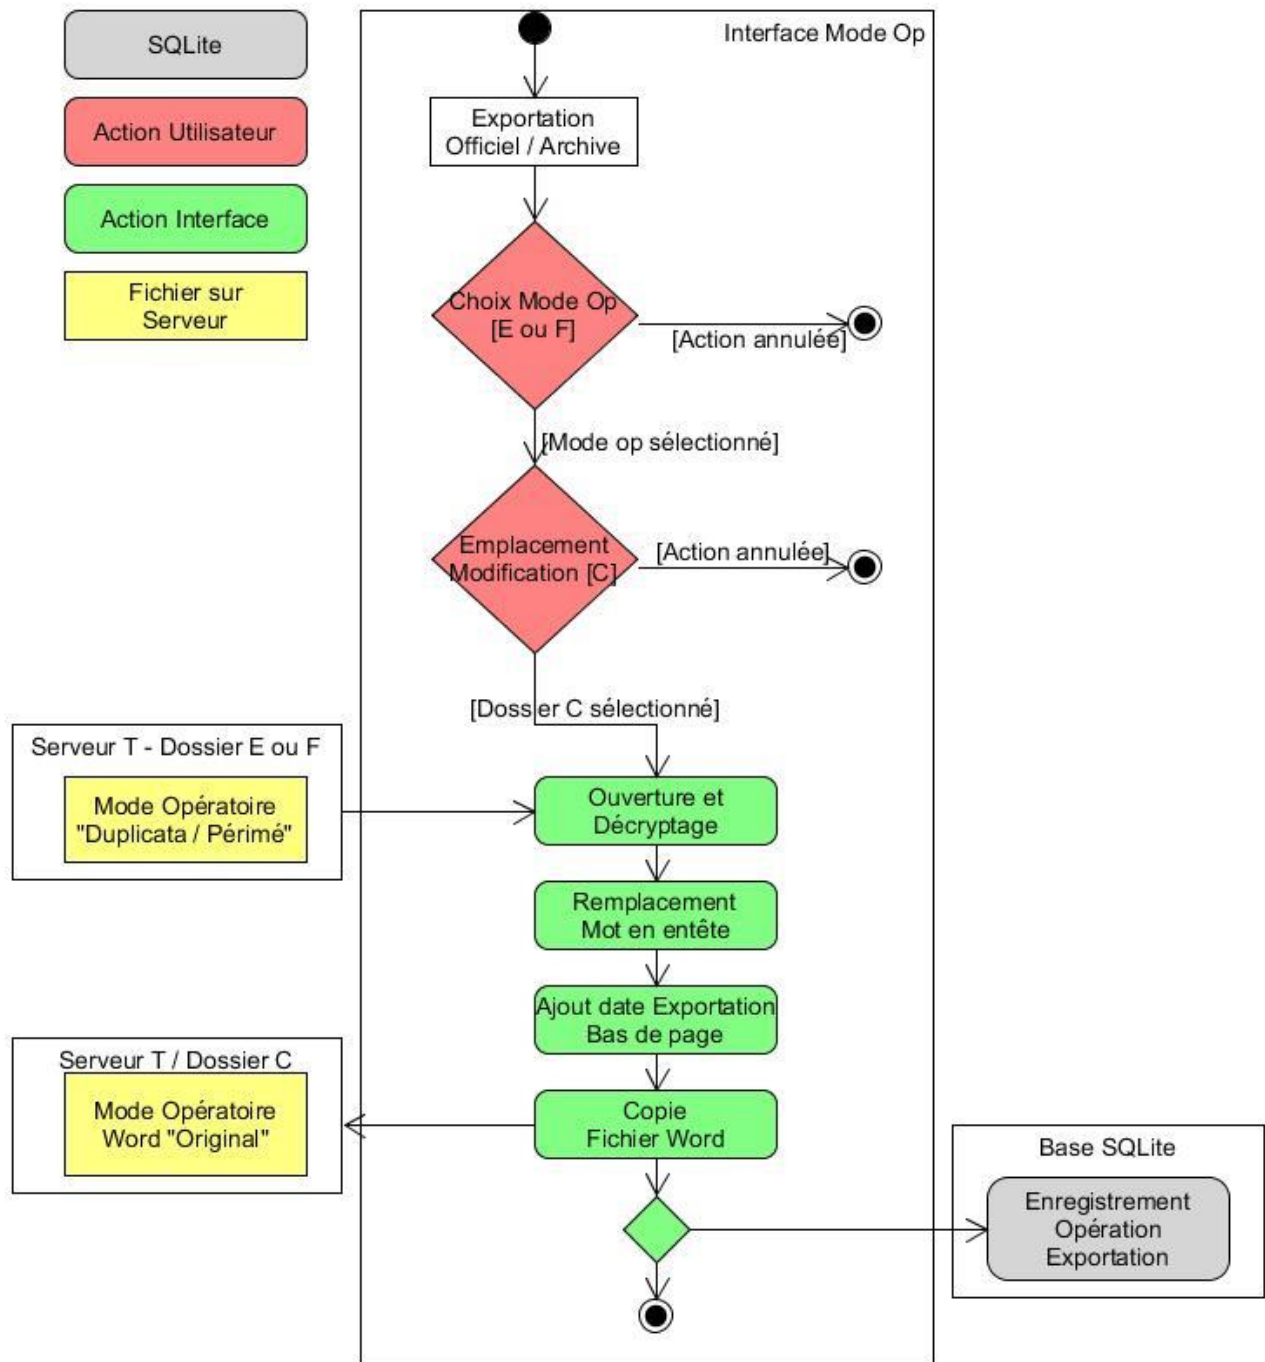 SQLite
Action Utilisateur
Action Interface
Fichier sur
Serveur
Interface Mode Op
Exportation
Officiel / Archive
Choix Mode Op
[E ou F]
[Action annulée]
[Mode op sélectionné]
Emplacement
Modification [C]
[Action annulée]
[Dossier C sélectionné]
Serveur T - Dossier E ou F
Mode Opératoire
"Duplicata / Périmé"
Ouverture et
Décryptage
Remplacement
Mot en entête
Ajout date Exportation
Bas de page
Serveur T / Dossier C
Mode Opératoire
Word "Original"
Copie
Fichier Word
Base SQLite
Enregistrement
Opération
Exportation